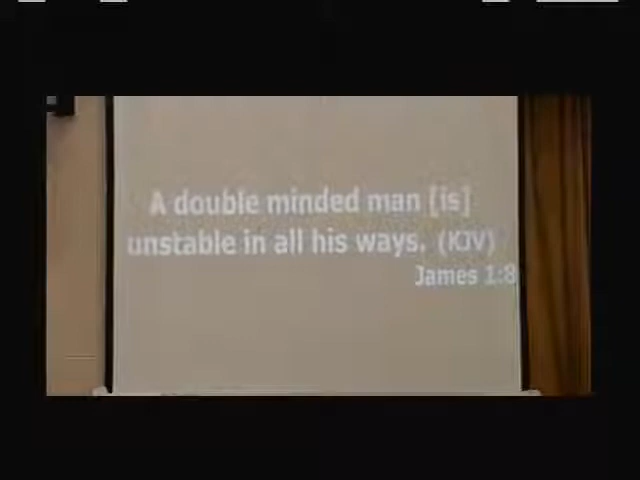 A double minded man [is]
unstable in all his ways. (KJV)
James 1:8